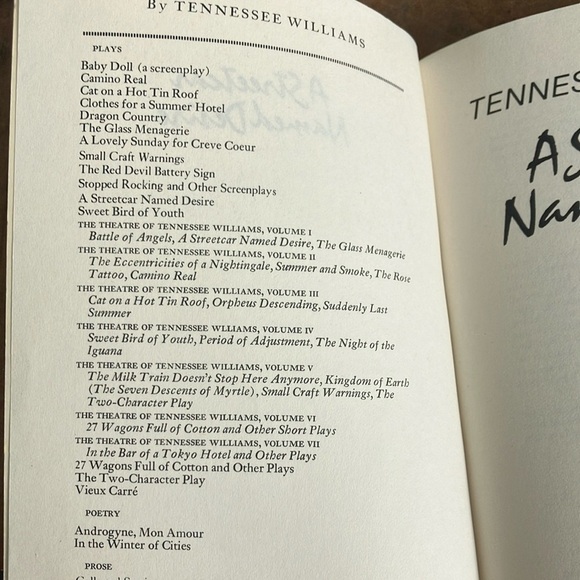 By TENNESSEE WILLIAMS
PLAYS
Baby Doll (a screenplay)
Camino Real
Cat on a Hot Tin Roof
Clothes for a Summer Hotel
Dragon Country
The Glass Menagerie
A Lovely Sunday for Creve Coeur
Small Craft Warnings
The Red Devil Battery Sign
Stopped Rocking and Other Screenplays
A Streetcar Named Desire
Sweet Bird of Youth
THE THEATRE OF TENNESSEE WILLIAMS, VOLUME I
Battle of Angels, A Streetcar Named Desire, The Glass Menagerie
THE THEATRE OF TENNESSEE WILLIAMS, VOLUME II
The Eccentricities of a Nightingale, Summer and Smoke, The Rose
Tattoo, Camino Real
THE THEATRE OF TENNESSEE WILLIAMS, VOLUME III
Cat on a Hot Tin Roof, Orpheus Descending, Suddenly Last
Summer
THE THEATRE OF TENNESSEE WILLIAMS, VOLUME IV
Sweet Bird of Youth, Period of Adjustment, The Night of the
Iguana
THE THEATRE OF TENNESSEE WILLIAMS, VOLUME V
The Milk Train Doesn't Stop Here Anymore, Kingdom of Earth
(The Seven Descents of Myrtle), Small Craft Warnings, The
Two-Character Play
THE THEATRE OF TENNESSEE WILLIAMS, VOLUME VI
27 Wagons Full of Cotton and Other Short Plays
THE THEATRE OF TENNESSEE WILLIAMS, VOLUME VII
In the Bar of a Tokyo Hotel and Other Plays
27 Wagons Full of Cotton and Other Plays
The Two-Character Play
Vieux Carré
POETRY
Androgyne, Mon Amour
In the Winter of Cities
PROSE
TENNES
A S
Nam